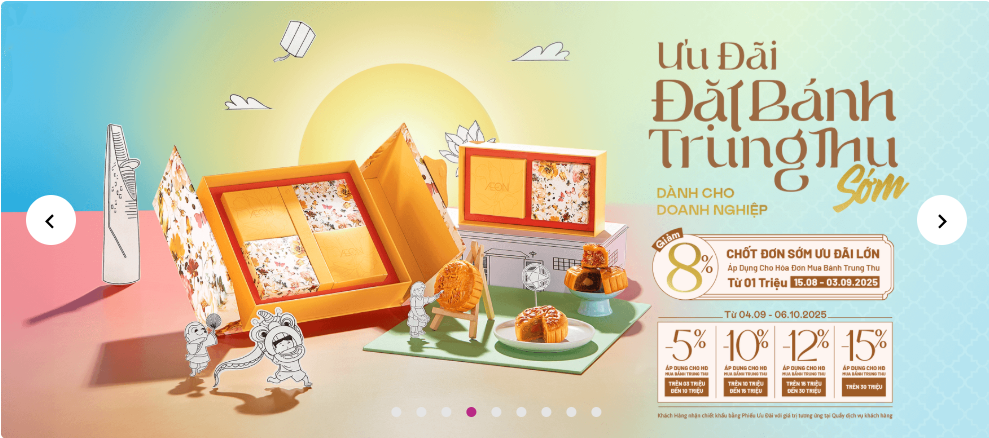 Ưu Đãi
Đặt Bánh
Trung Thu
Sớm
DÀNH CHO
DOANH NGHIỆP
Giảm
8%
CHỐT ĐƠN SỚM ƯU ĐÃI LỚN
Áp Dụng Cho Hóa Đơn Mua Bánh Trung Thu
Từ 01 Triệu 15.08 - 03.09.2025
Từ 04.09 - 06.10.2025
-5% -10% -12% -15%
ÁP DỤNG CHO HĐ ÁP DỤNG CHO HĐ ÁP DỤNG CHO HĐ ÁP DỤNG CHO HĐ
MUA BÁNH TRUNG THU MUA BÁNH TRUNG THU MUA BÁNH TRUNG THU MUA BÁNH TRUNG THU
TRÊN 03 TRIỆU TRÊN 10 TRIỆU TRÊN 15 TRIỆU TRÊN 30 TRIỆU
ĐẾN 10 TRIỆU ĐẾN 15 TRIỆU ĐẾN 30 TRIỆU
Khách Hàng nhận chiết khấu bằng Phiếu Ưu Đãi với giá trị tương ứng tại Quầy dịch vụ khách hàng
AEON
AEON